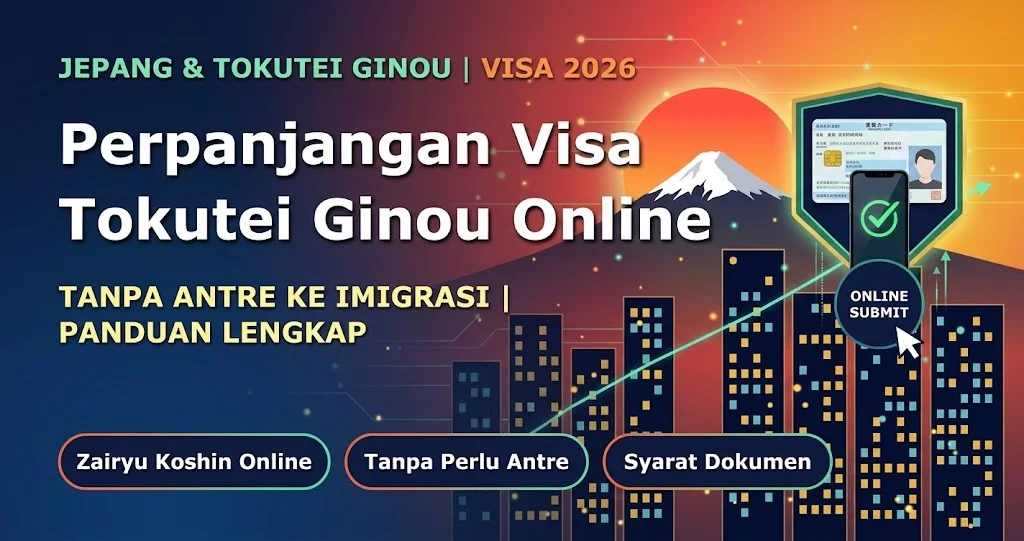 JEPANG & TOKUTEI GINOU | VISA 2026
Perpanjangan Visa
Tokutei Ginou Online
TANPA ANTRE KE IMIGRASI |
PANDUAN LENGKAP
ONLINE
SUBMIT
Zairyu Koshin Online
Tanpa Perlu Antre
Syarat Dokumen